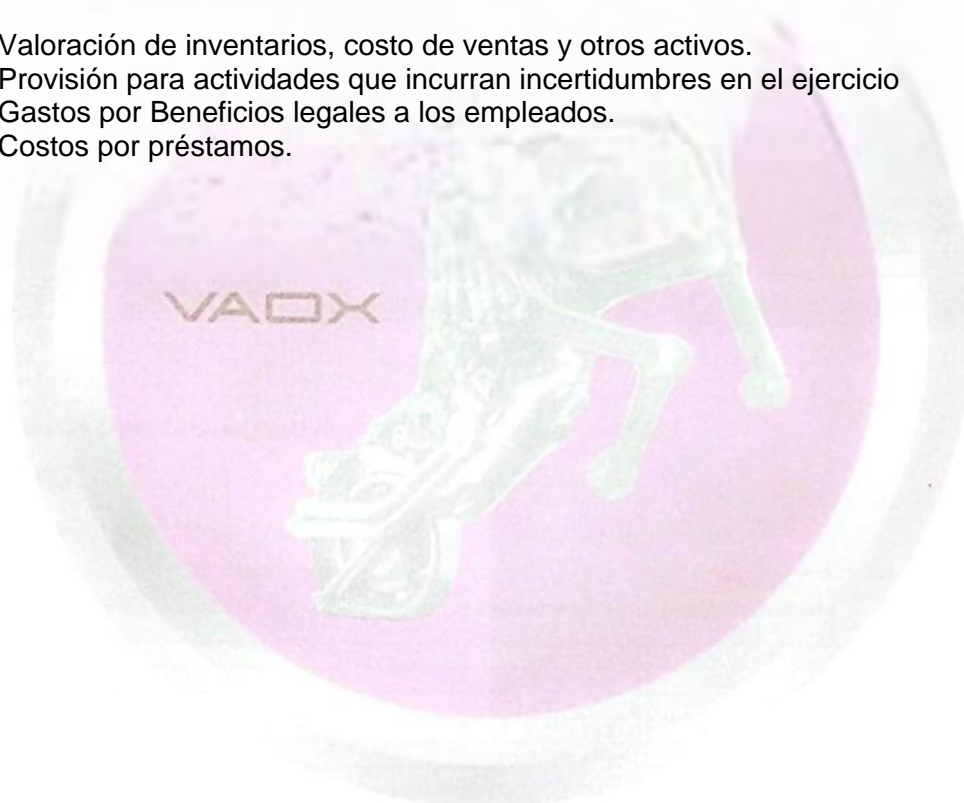 Valoración de inventarios, costo de ventas y otros activos.
Provisión para actividades que incurran incertidumbres en el ejercicio
Gastos por Beneficios legales a los empleados.
Costos por préstamos.
VAOX